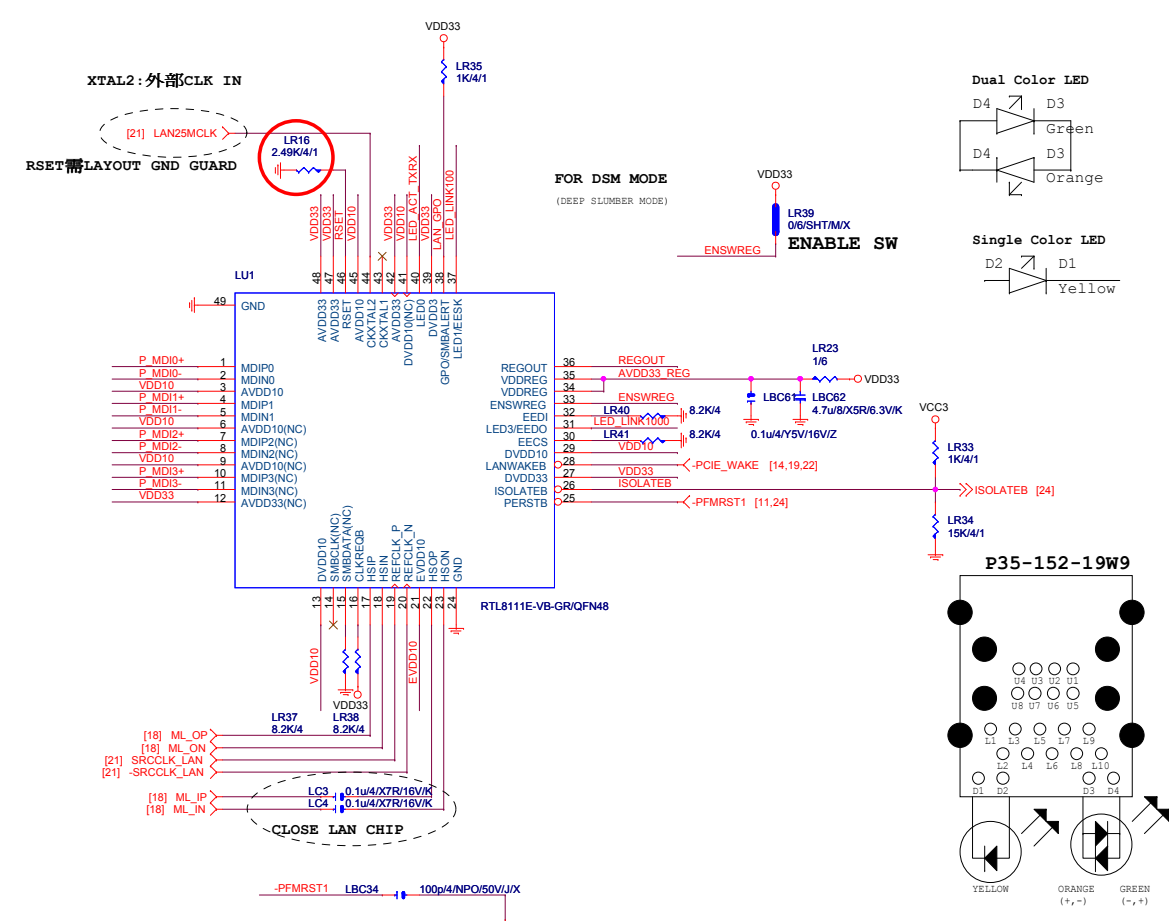 VDD33
LR35
1K/4/1
XTAL2:外部CLK IN
[21] LAN25MCLK
LR16
2.49K/4/1
RSET需LAYOUT GND GUARD
VDD33
VDD33
RSET
VDD10
VDD33
VDD10
LED_ACT_TXRX
VDD33
LAN_GPO
LED_LINK100
FOR DSM MODE
(DEEP SLUMBER MODE)
VDD33
LR39
0/6/SHT/M/X
ENSWREG
ENABLE SW
Dual Color LED
D4 D3
Green
D4 D3
Orange
Single Color LED
D2 D1
Yellow
LU1
48 47 46 45 44 43 42 41 40 39 38 37
49 GND
AVDD33
AVDD33
RSET
AVDD10
CKXTAL2
CKXTAL1
AVDD33
DVDD10(NC)
LED0
DVDD3
GPO/SMBALERT
LED1/EESK
P_MDI0+ 1 MDIP0
P_MDI0- 2 MDIN0
VDD10 3 AVDD10
P_MDI1+ 4 MDIP1
P_MDI1- 5 MDIN1
VDD10 6 AVDD10(NC)
P_MDI2+ 7 MDIP2(NC)
P_MDI2- 8 MDIN2(NC)
VDD10 9 AVDD10(NC)
P_MDI3+ 10 MDIP3(NC)
P_MDI3- 11 MDIN3(NC)
VDD33 12 AVDD33(NC)
REGOUT 36 REGOUT
VDDREG 35 AVDD33_REG
VDDREG 34
ENSWREG 33 ENSWREG
EEDI 32 LR40 8.2K/4
LED3/EEDO 31 LED_LINK1000
EECS 30 LR41 8.2K/4
DVDD10 29 VDD10
LANWAKEB 28 -PCIE_WAKE [14,19,22]
DVDD33 27 VDD33
ISOLATEB 26 ISOLATEB
PERSTB 25 -PFMRST1 [11,24]
LR23
1/6
VDD33
LBC61
0.1u/4/Y5V/16V/Z
LBC62
4.7u/8/X5R/6.3V/K
VCC3
LR33
1K/4/1
ISOLATEB [24]
LR34
15K/4/1
DVDD10
SMBCLK(NC)
SMBDATA(NC)
CLKREQB
HSIP
HSIN
REFCLK_P
REFCLK_N
EVDD10
HSOP
HSON
GND
13 14 15 16 17 18 19 20 21 22 23 24
RTL8111E-VB-GR/QFN48
VDD10
EVDD10
VDD33
LR37
8.2K/4
LR38
8.2K/4
[18] ML_OP
[18] ML_ON
[21] SRCCLK_LAN
[21] -SRCCLK_LAN
[18] ML_IP
[18] ML_IN
LC3 0.1u/4/X7R/16V/K
LC4 0.1u/4/X7R/16V/K
CLOSE LAN CHIP
-PFMRST1 LBC34 100p/4/NPO/50V/J/X
P35-152-19W9
U4 U3 U2 U1
U8 U7 U6 U5
L1 L3 L5 L7 L9
L2 L4 L6 L8 L10
D1 D2 D3 D4
YELLOW
ORANGE
(+,-)
GREEN
(-,+)